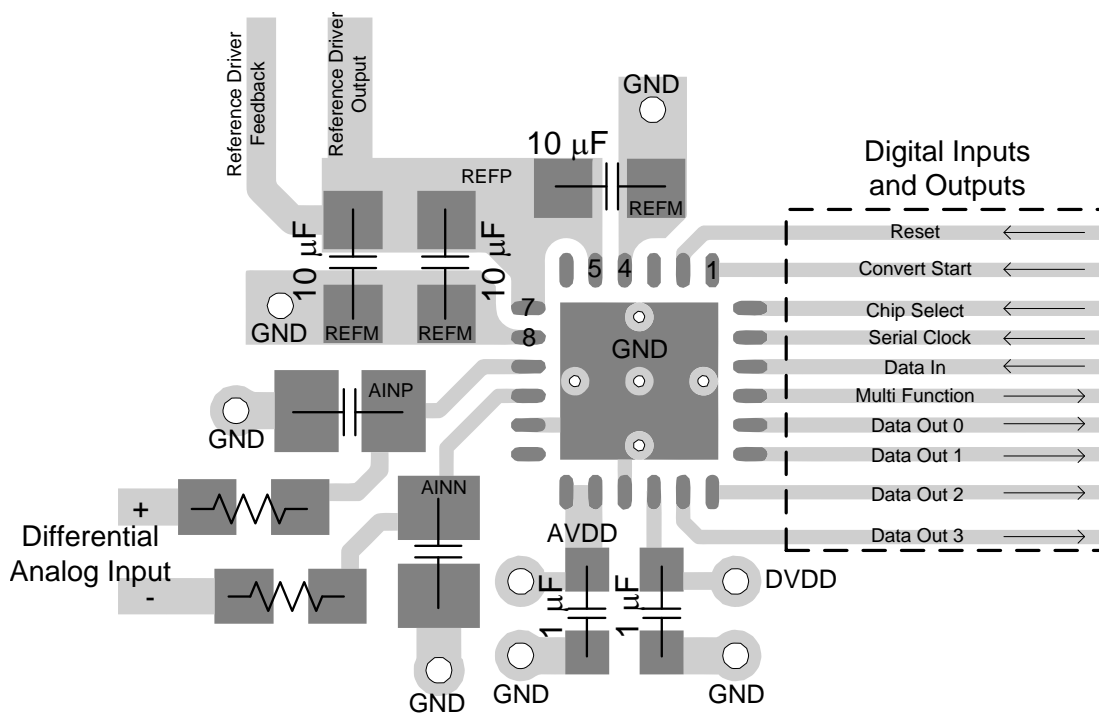 Reference Driver
Feedback
Reference Driver
Output
GND
10 μF
REFP
REFM
Digital Inputs
and Outputs
Reset
10 μF
10 μF
5
4
1
Convert Start
GND
REFM
REFM
7
8
GND
Chip Select
Serial Clock
Data In
Multi Function
Data Out 0
Data Out 1
Data Out 2
Data Out 3
AINP
GND
AINN
+
Differential
Analog Input
-
AVDD
DVDD
1 μF
1 μF
GND
GND
GND